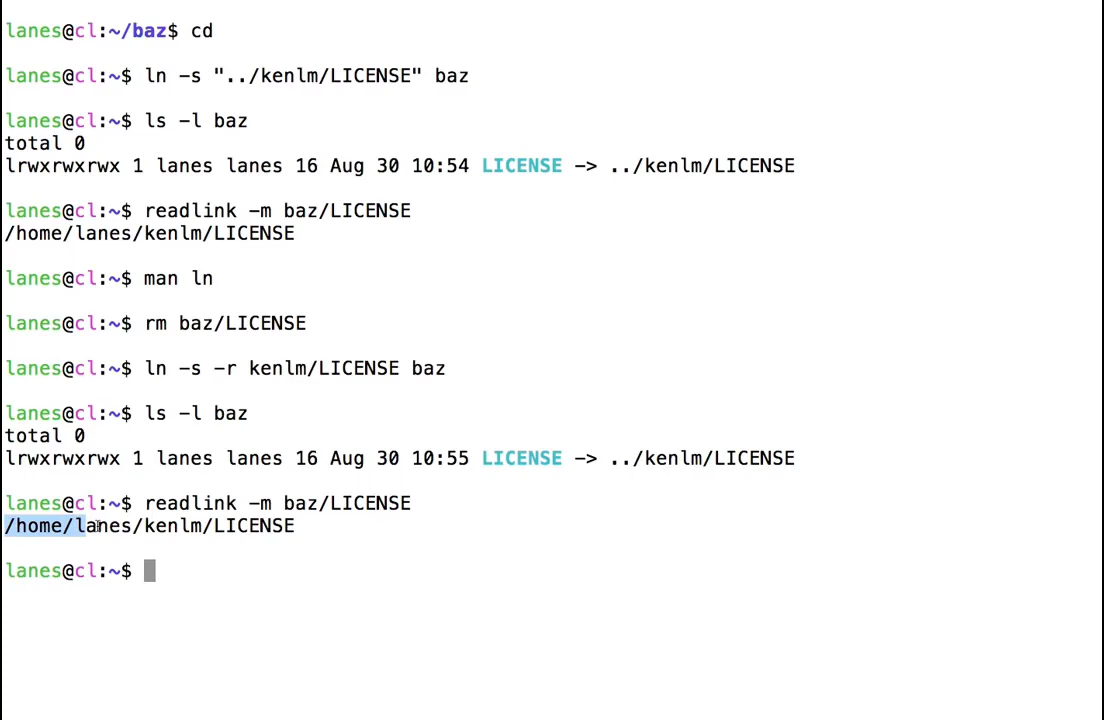 lanes@cl:~/baz$ cd
lanes@cl:~$ ln -s "../kenlm/LICENSE" baz
lanes@cl:~$ ls -l baz
total 0
lrwxrwxrwx 1 lanes lanes 16 Aug 30 10:54 LICENSE -> ../kenlm/LICENSE
lanes@cl:~$ readlink -m baz/LICENSE
/home/lanes/kenlm/LICENSE
lanes@cl:~$ man ln
lanes@cl:~$ rm baz/LICENSE
lanes@cl:~$ ln -s -r kenlm/LICENSE baz
lanes@cl:~$ ls -l baz
total 0
lrwxrwxrwx 1 lanes lanes 16 Aug 30 10:55 LICENSE -> ../kenlm/LICENSE
lanes@cl:~$ readlink -m baz/LICENSE
/home/lanes/kenlm/LICENSE
lanes@cl:~$